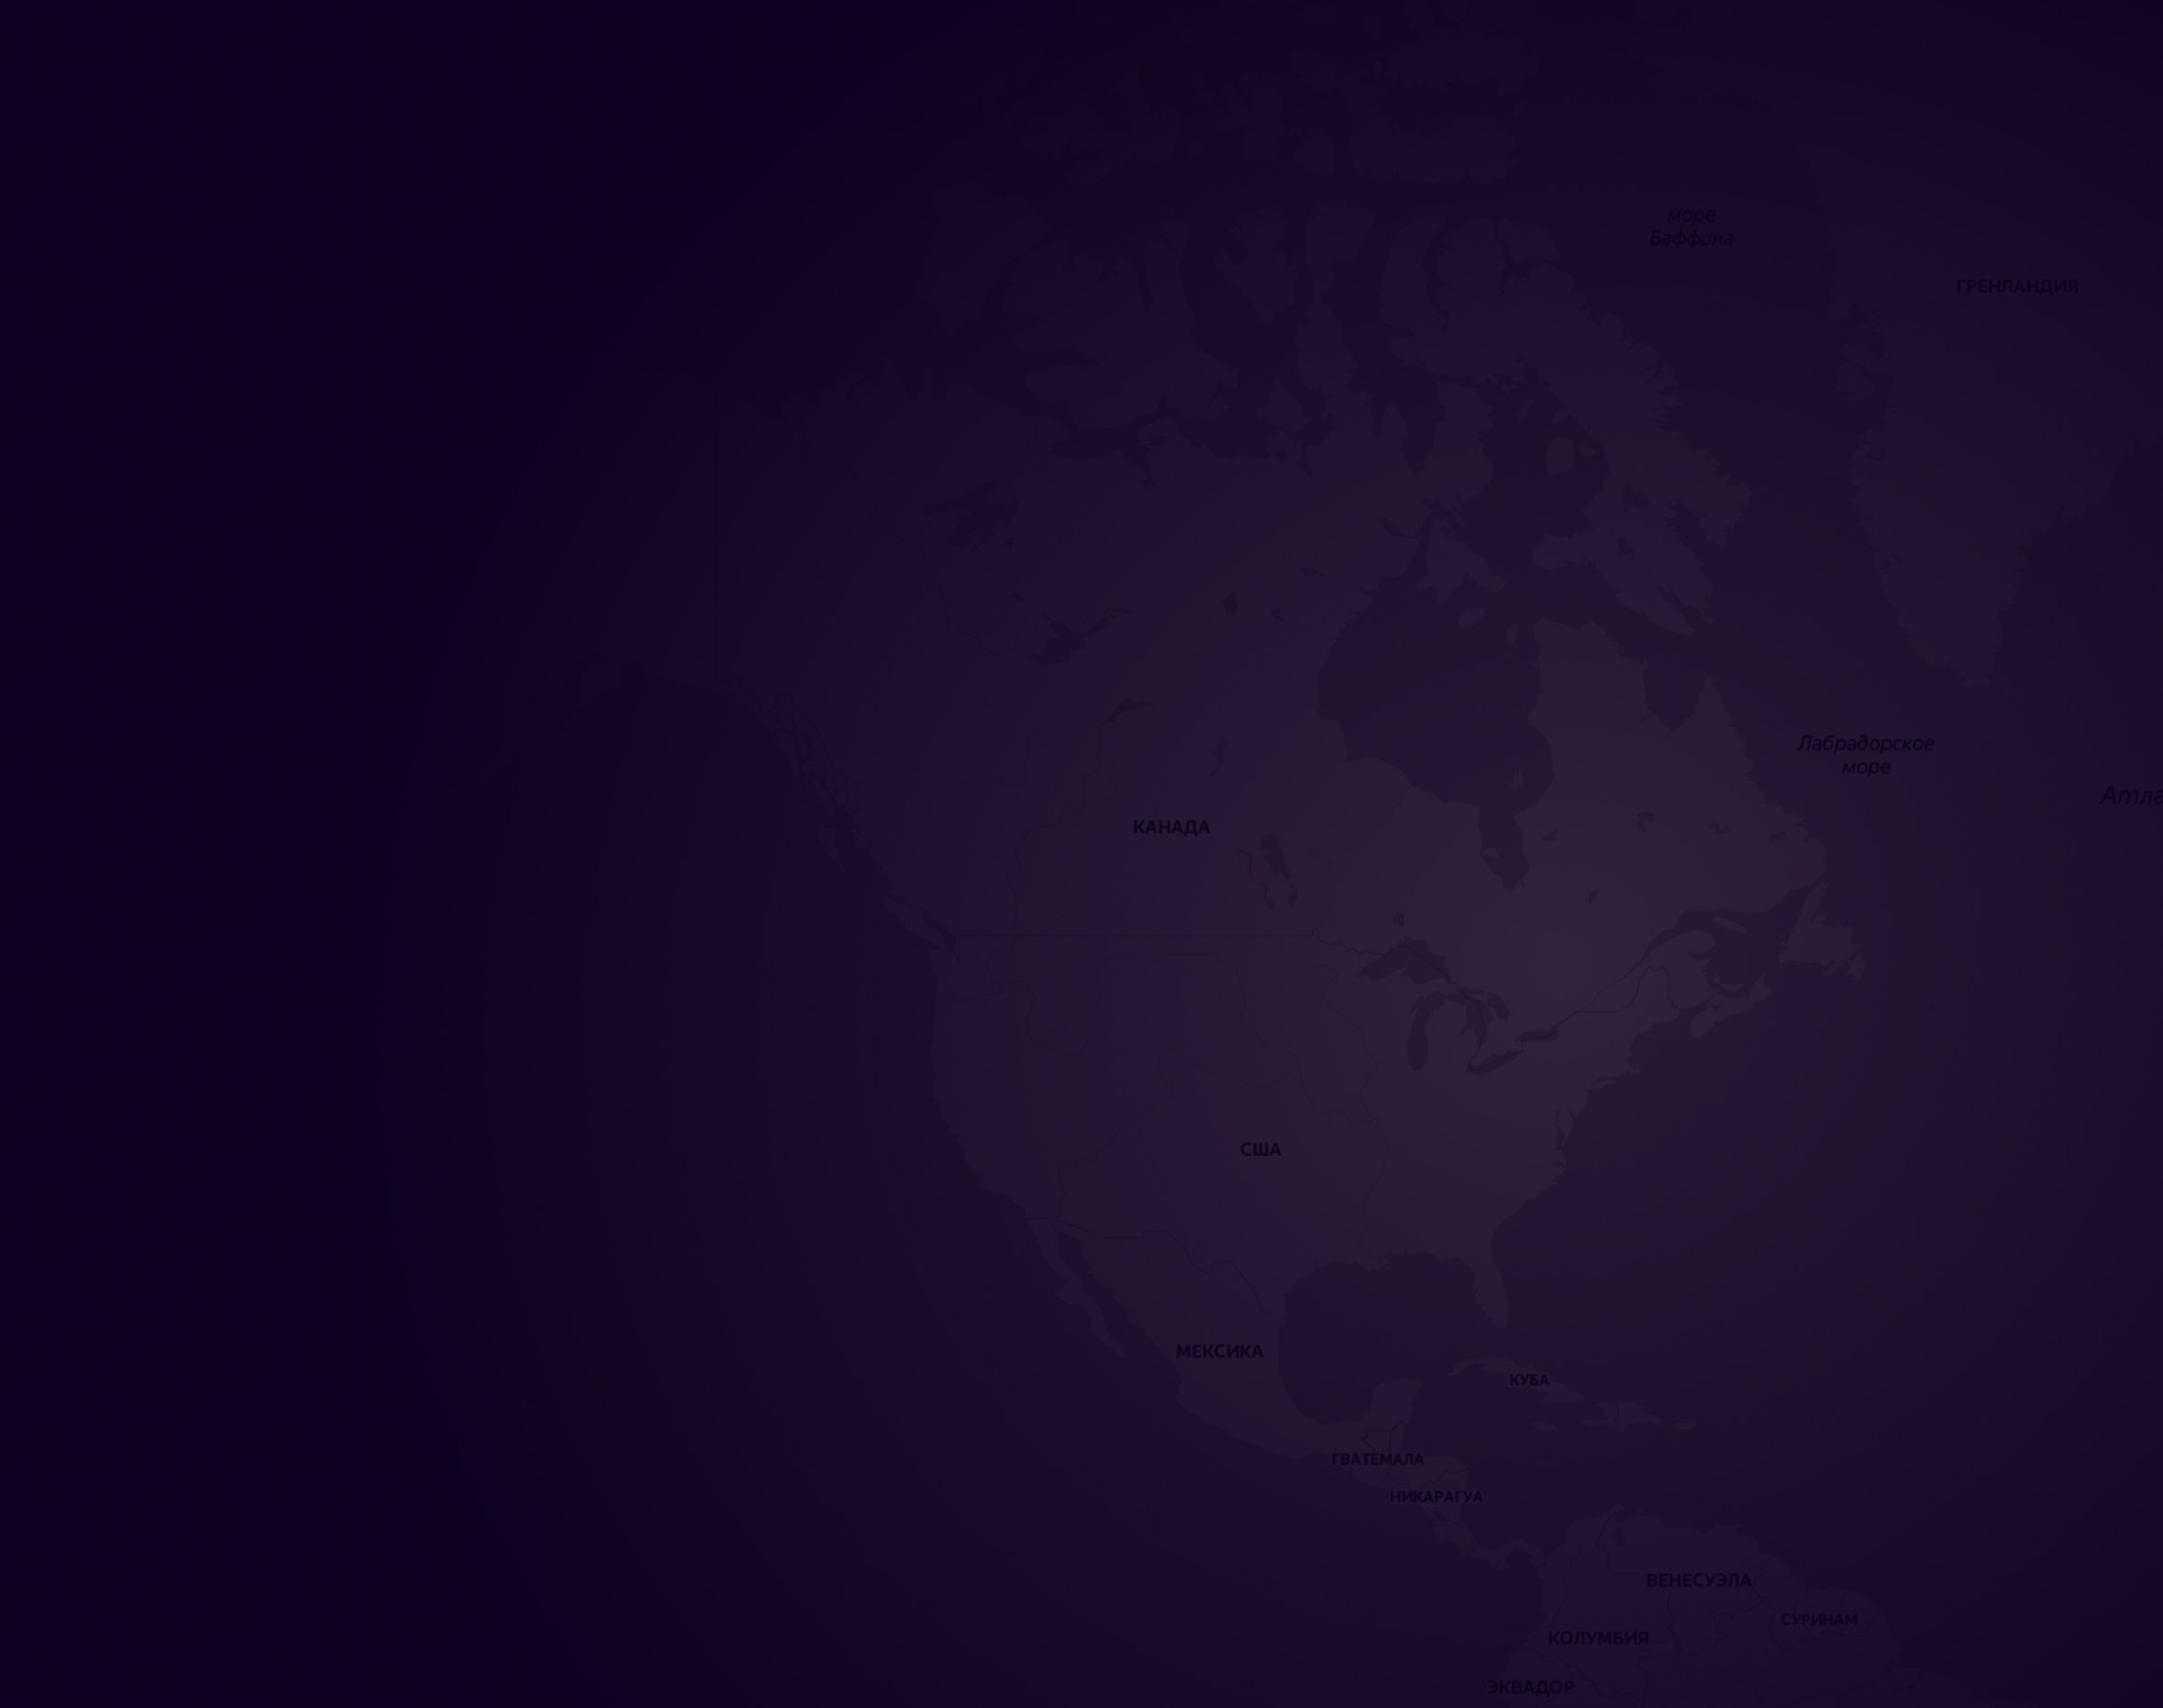 море
Баффина
ГРЕНЛАНДИЯ
Лабрадорское
море
Атла
КАНАДА
США
МЕКСИКА
КУБА
ГВАТЕМАЛА
НИКАРАГУА
ВЕНЕСУЭЛА
СУРИНАМ
КОЛУМБИЯ
ЭКВАДОР